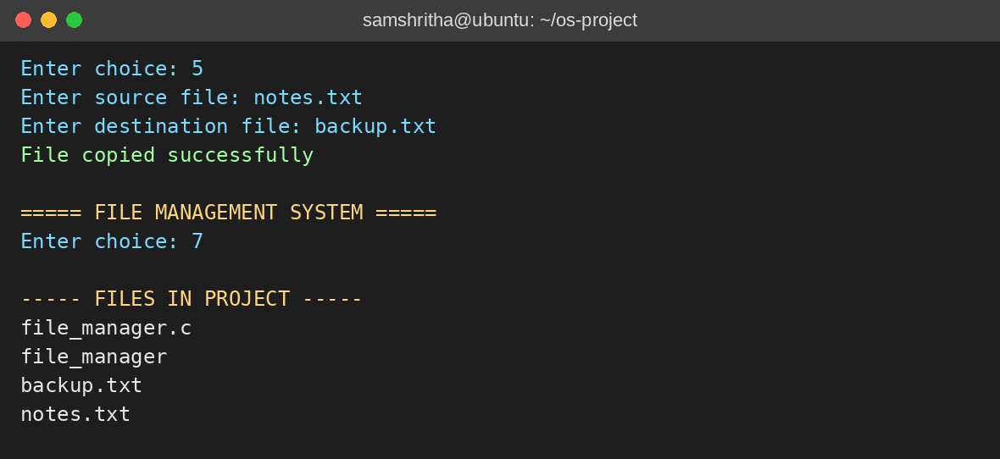 samshritha@ubuntu: ~/os-project
Enter choice: 5
Enter source file: notes.txt
Enter destination file: backup.txt
File copied successfully
===== FILE MANAGEMENT SYSTEM =====
Enter choice: 7
----- FILES IN PROJECT -----
file_manager.c
file_manager
backup.txt
notes.txt